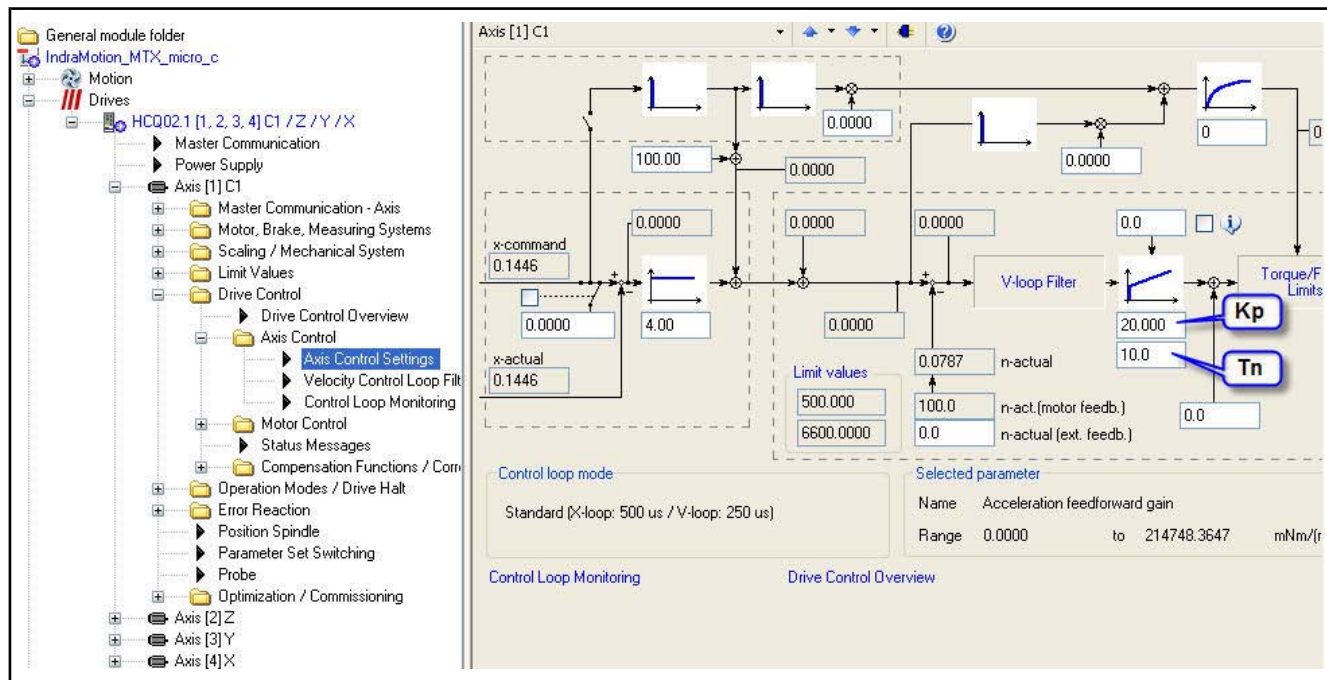 General module folder
IndraMotion_MTX_micro_c
Motion
Drives
HCQ02.1 [1, 2, 3, 4] C1 / Z / Y / X
Master Communication
Power Supply
Axis [1] C1
Master Communication - Axis
Motor, Brake, Measuring Systems
Scaling / Mechanical System
Limit Values
Drive Control
Drive Control Overview
Axis Control
Axis Control Settings
Velocity Control Loop Filt
Control Loop Monitoring
Motor Control
Status Messages
Compensation Functions / Corre
Operation Modes / Drive Halt
Error Reaction
Position Spindle
Parameter Set Switching
Probe
Optimization / Commissioning
Axis [2] Z
Axis [3] Y
Axis [4] X
Axis [1] C1
0.0000
0
0
100.00
0.0000
0.0000
0.0000
0.0000
0.0000
0.0
x-command
0.1446
V-loop Filter
Torque/F
Limits
0.0000
4.00
0.0000
20.000
Kp
x-actual
0.1446
0.0787
n-actual
10.0
Tn
Limit values
500.000
100.0
n-act.(motor feedb.)
0.0
6600.0000
0.0
n-actual (ext. feedb.)
Control loop mode
Standard (X-loop: 500 us / V-loop: 250 us)
Selected parameter
Name Acceleration feedforward gain
Range 0.0000 to 214748.3647 mNm/(r
Control Loop Monitoring
Drive Control Overview